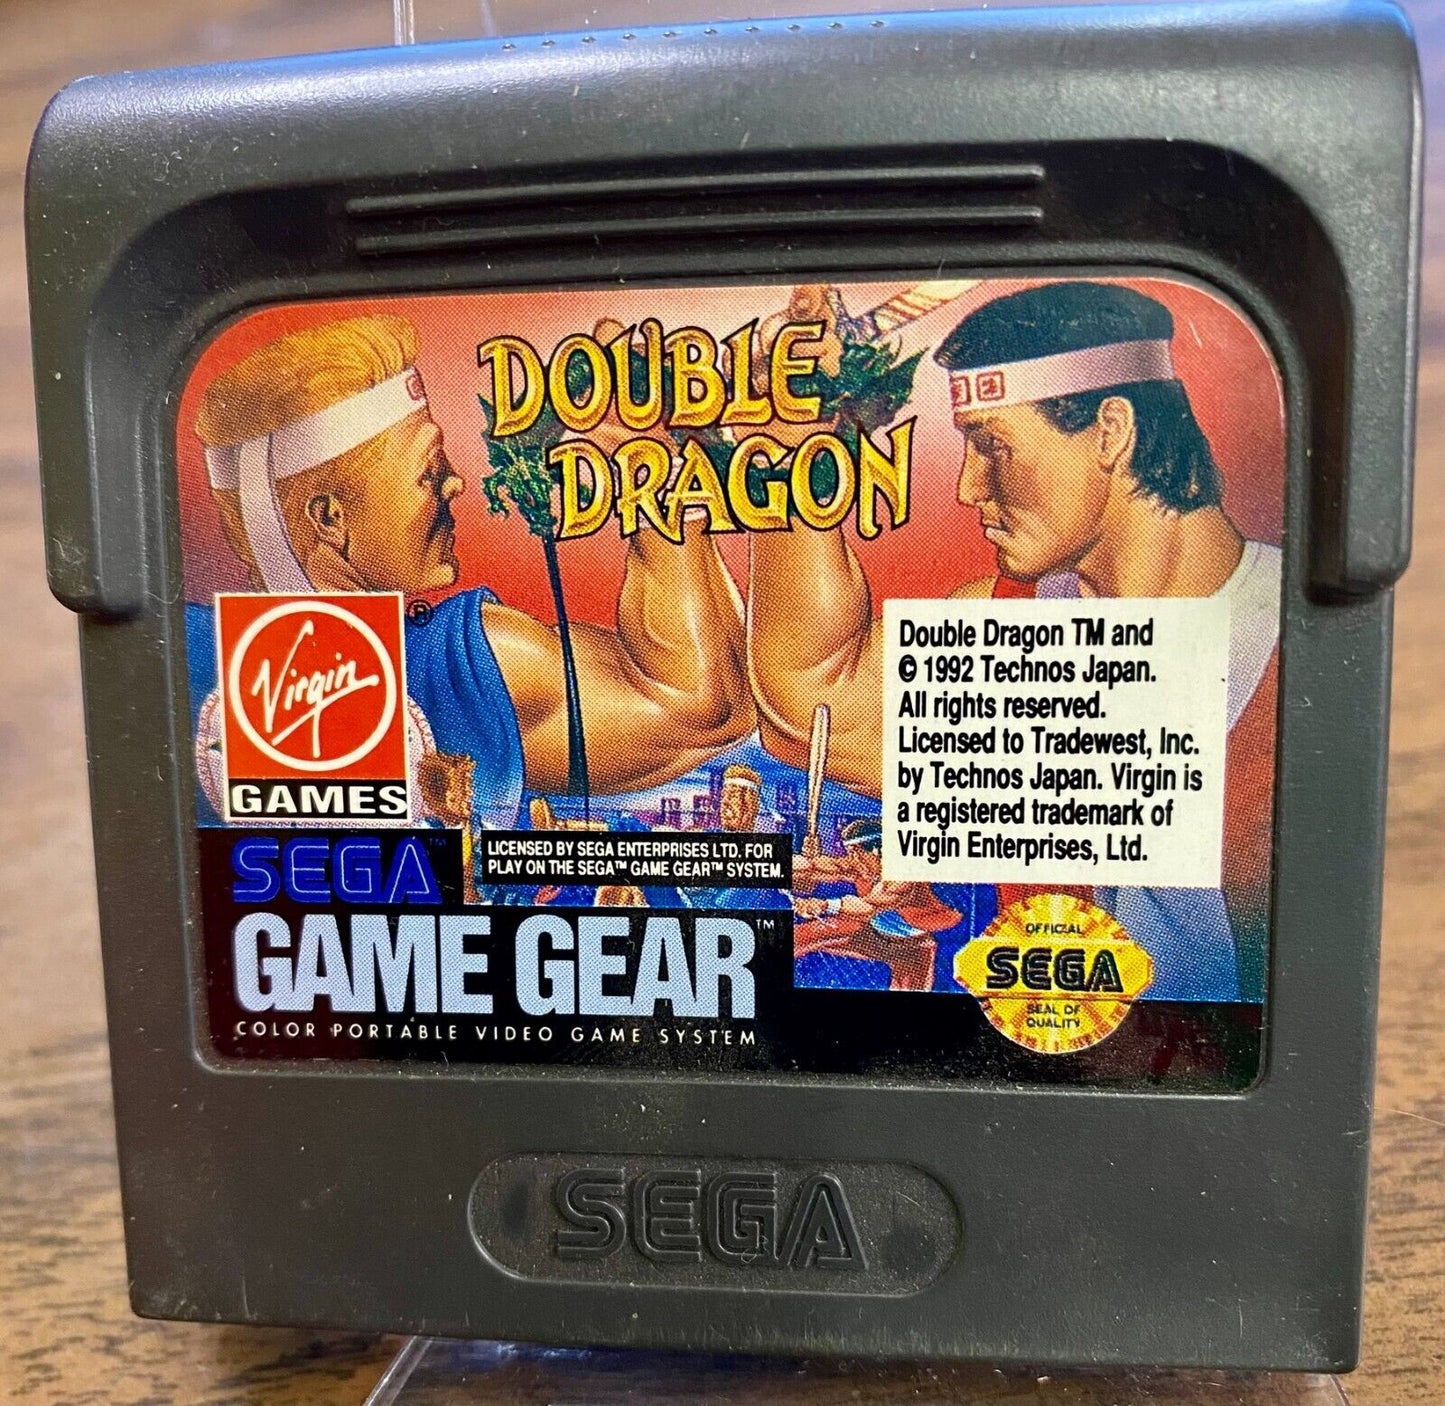 DOUBLE
DRAGON
Virgin
®
GAMES
Double Dragon TM and
© 1992 Technos Japan.
All rights reserved.
Licensed to Tradewest, Inc.
by Technos Japan. Virgin is
a registered trademark of
Virgin Enterprises, Ltd.
SEGA™
LICENSED BY SEGA ENTERPRISES LTD. FOR
PLAY ON THE SEGA™ GAME GEAR™ SYSTEM.
GAME GEAR™
COLOR PORTABLE VIDEO GAME SYSTEM
OFFICIAL
SEGA
SEAL OF
QUALITY
SEGA